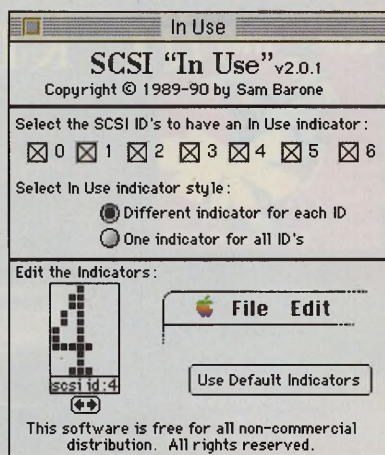 In Use
SCSI “In Use” v2.0.1
Copyright © 1989-90 by Sam Barone
Select the SCSI ID's to have an In Use indicator:
0 1 2 3 4 5 6
Select In Use indicator style:
Different indicator for each ID
One indicator for all ID's
Edit the Indicators:
File Edit
4
scsi id:4
Use Default Indicators
This software is free for all non-commercial
distribution. All rights reserved.